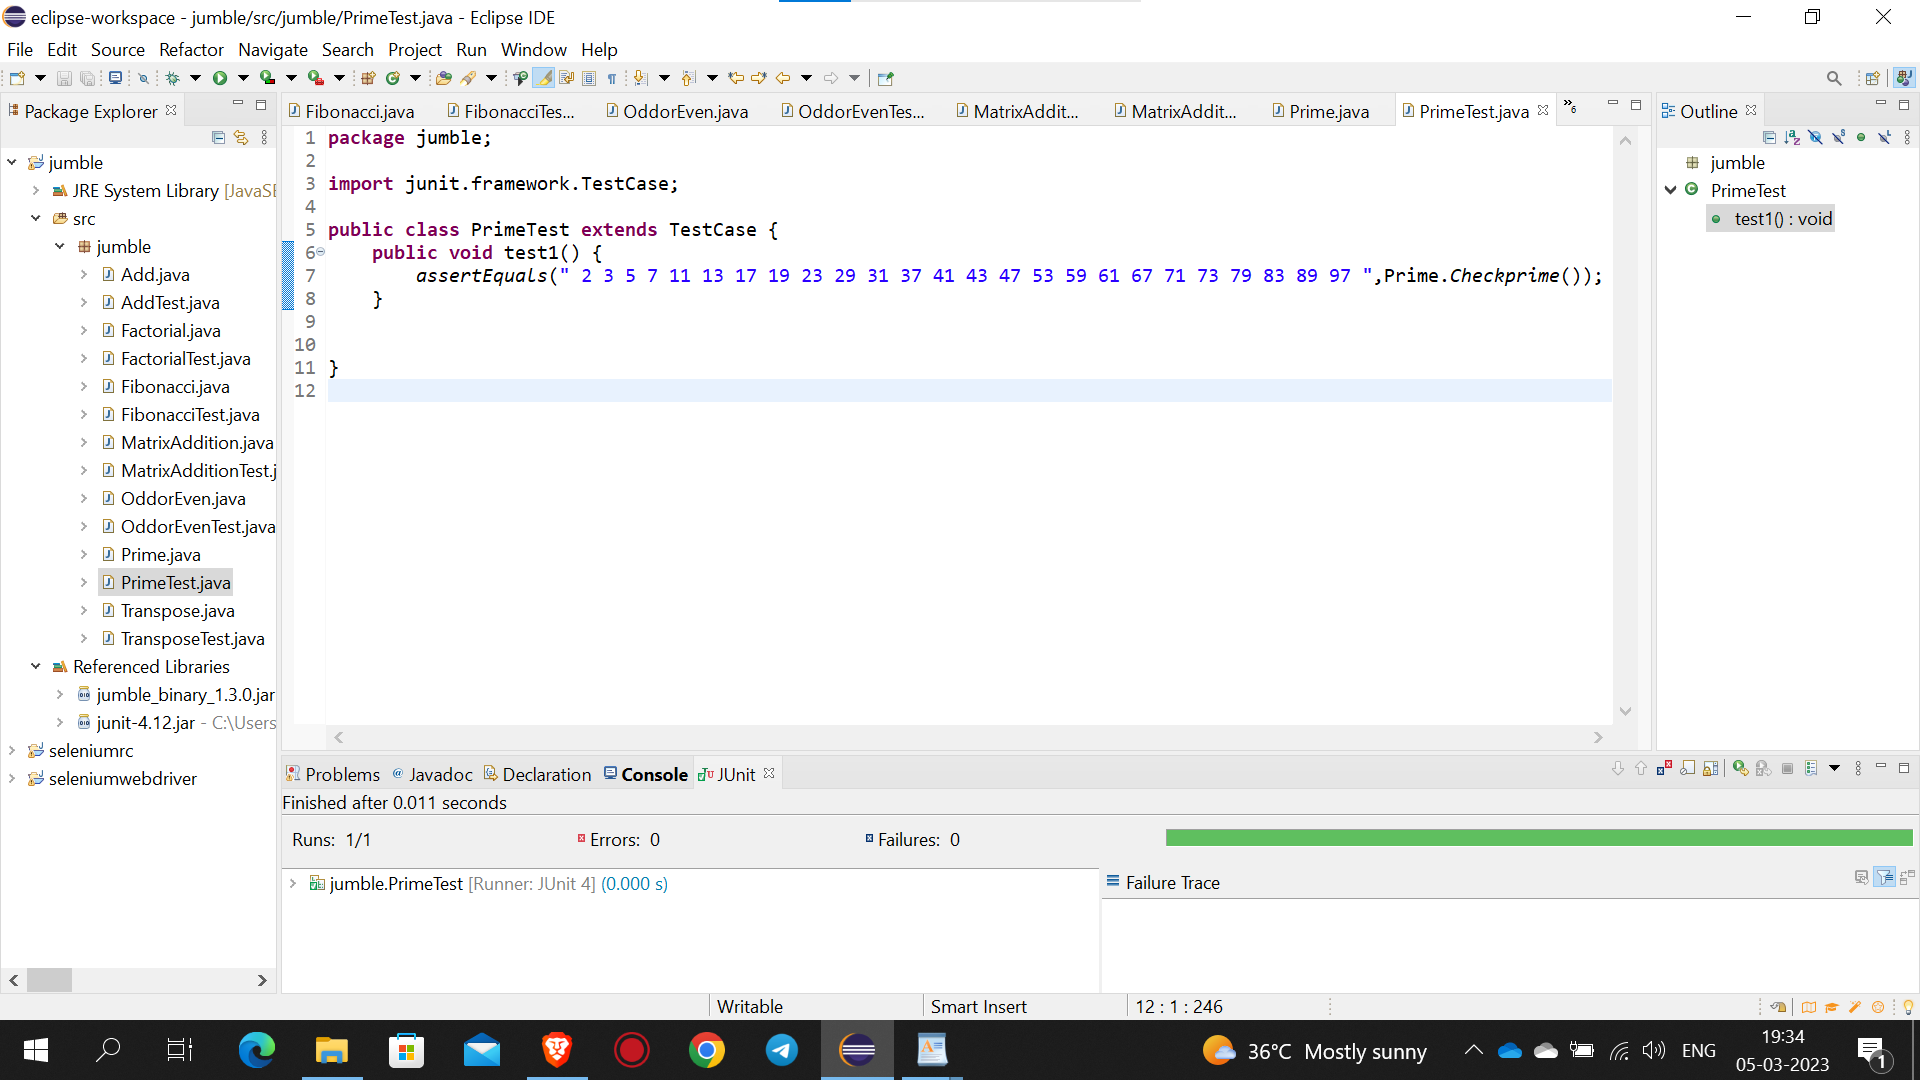 eclipse-workspace - jumble/src/jumble/PrimeTest.java - Eclipse IDE
File Edit Source Refactor Navigate Search Project Run Window Help
Package Explorer
Fibonacci.java FibonacciTes... OddorEven.java OddorEvenTes... MatrixAddit... MatrixAddit... Prime.java PrimeTest.java »6
Outline
jumble
JRE System Library [JavaSE
src
jumble
Add.java
AddTest.java
Factorial.java
FactorialTest.java
Fibonacci.java
FibonacciTest.java
MatrixAddition.java
MatrixAdditionTest.j
OddorEven.java
OddorEvenTest.java
Prime.java
PrimeTest.java
Transpose.java
TransposeTest.java
Referenced Libraries
jumble_binary_1.3.0.jar
junit-4.12.jar - C:\Users
seleniumrc
seleniumwebdriver
1 package jumble;
2
3 import junit.framework.TestCase;
4
5 public class PrimeTest extends TestCase {
6 public void test1() {
7 assertEquals(" 2 3 5 7 11 13 17 19 23 29 31 37 41 43 47 53 59 61 67 71 73 79 83 89 97 ",Prime.Checkprime());
8 }
9
10
11 }
12
jumble
PrimeTest
test1() : void
Problems @ Javadoc Declaration Console JUnit
Finished after 0.011 seconds
Runs: 1/1 Errors: 0 Failures: 0
jumble.PrimeTest [Runner: JUnit 4] (0.000 s)
Failure Trace
Writable Smart Insert 12 : 1 : 246
36°C Mostly sunny
ENG
19:34
05-03-2023
1